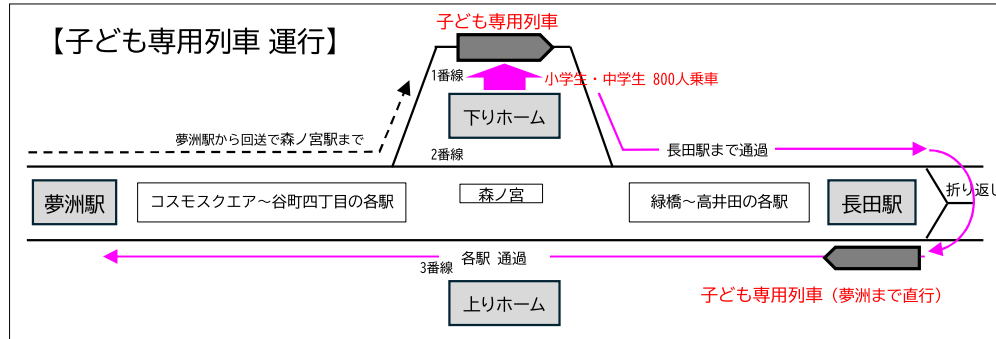 【子ども専用列車 運行】
子ども専用列車
1番線
小学生・中学生 800人乗車
下りホーム
夢洲駅から回送で森ノ宮駅まで
2番線
長田駅まで通過
夢洲駅
コスモスクエア～谷町四丁目の各駅
森ノ宮
緑橋～高井田の各駅
長田駅
折り返し
各駅 通過
3番線
子ども専用列車（夢洲まで直行）
上りホーム